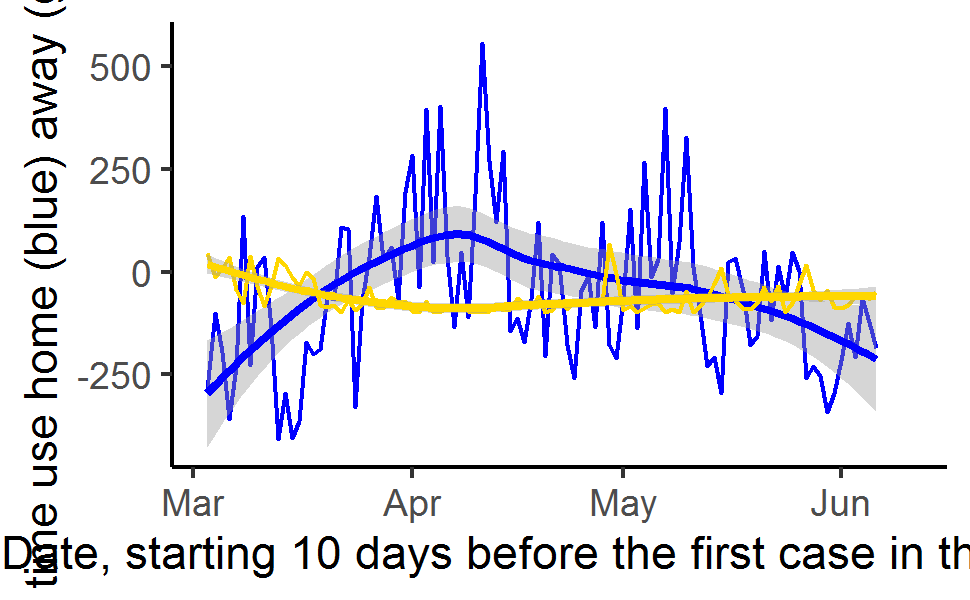 time use home (blue) away (g
500
250
0
-250
Mar Apr May Jun
Date, starting 10 days before the first case in th